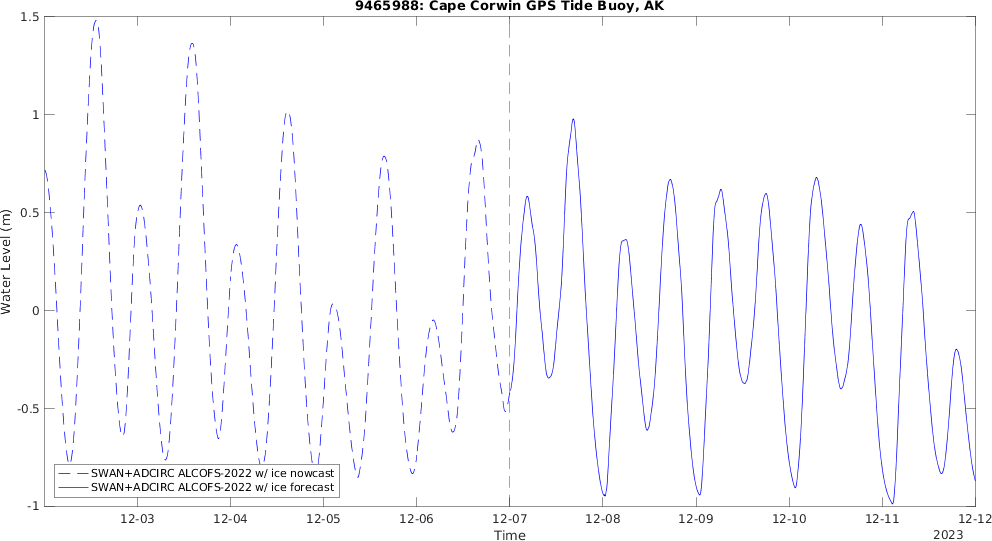 9465988: Cape Corwin GPS Tide Buoy, AK
Water Level (m)
1.5
1
0.5
0
-0.5
-1
SWAN+ADCIRC ALCOFS-2022 w/ ice nowcast
SWAN+ADCIRC ALCOFS-2022 w/ ice forecast
12-03 12-04 12-05 12-06 12-07 12-08 12-09 12-10 12-11 12-12
Time
2023